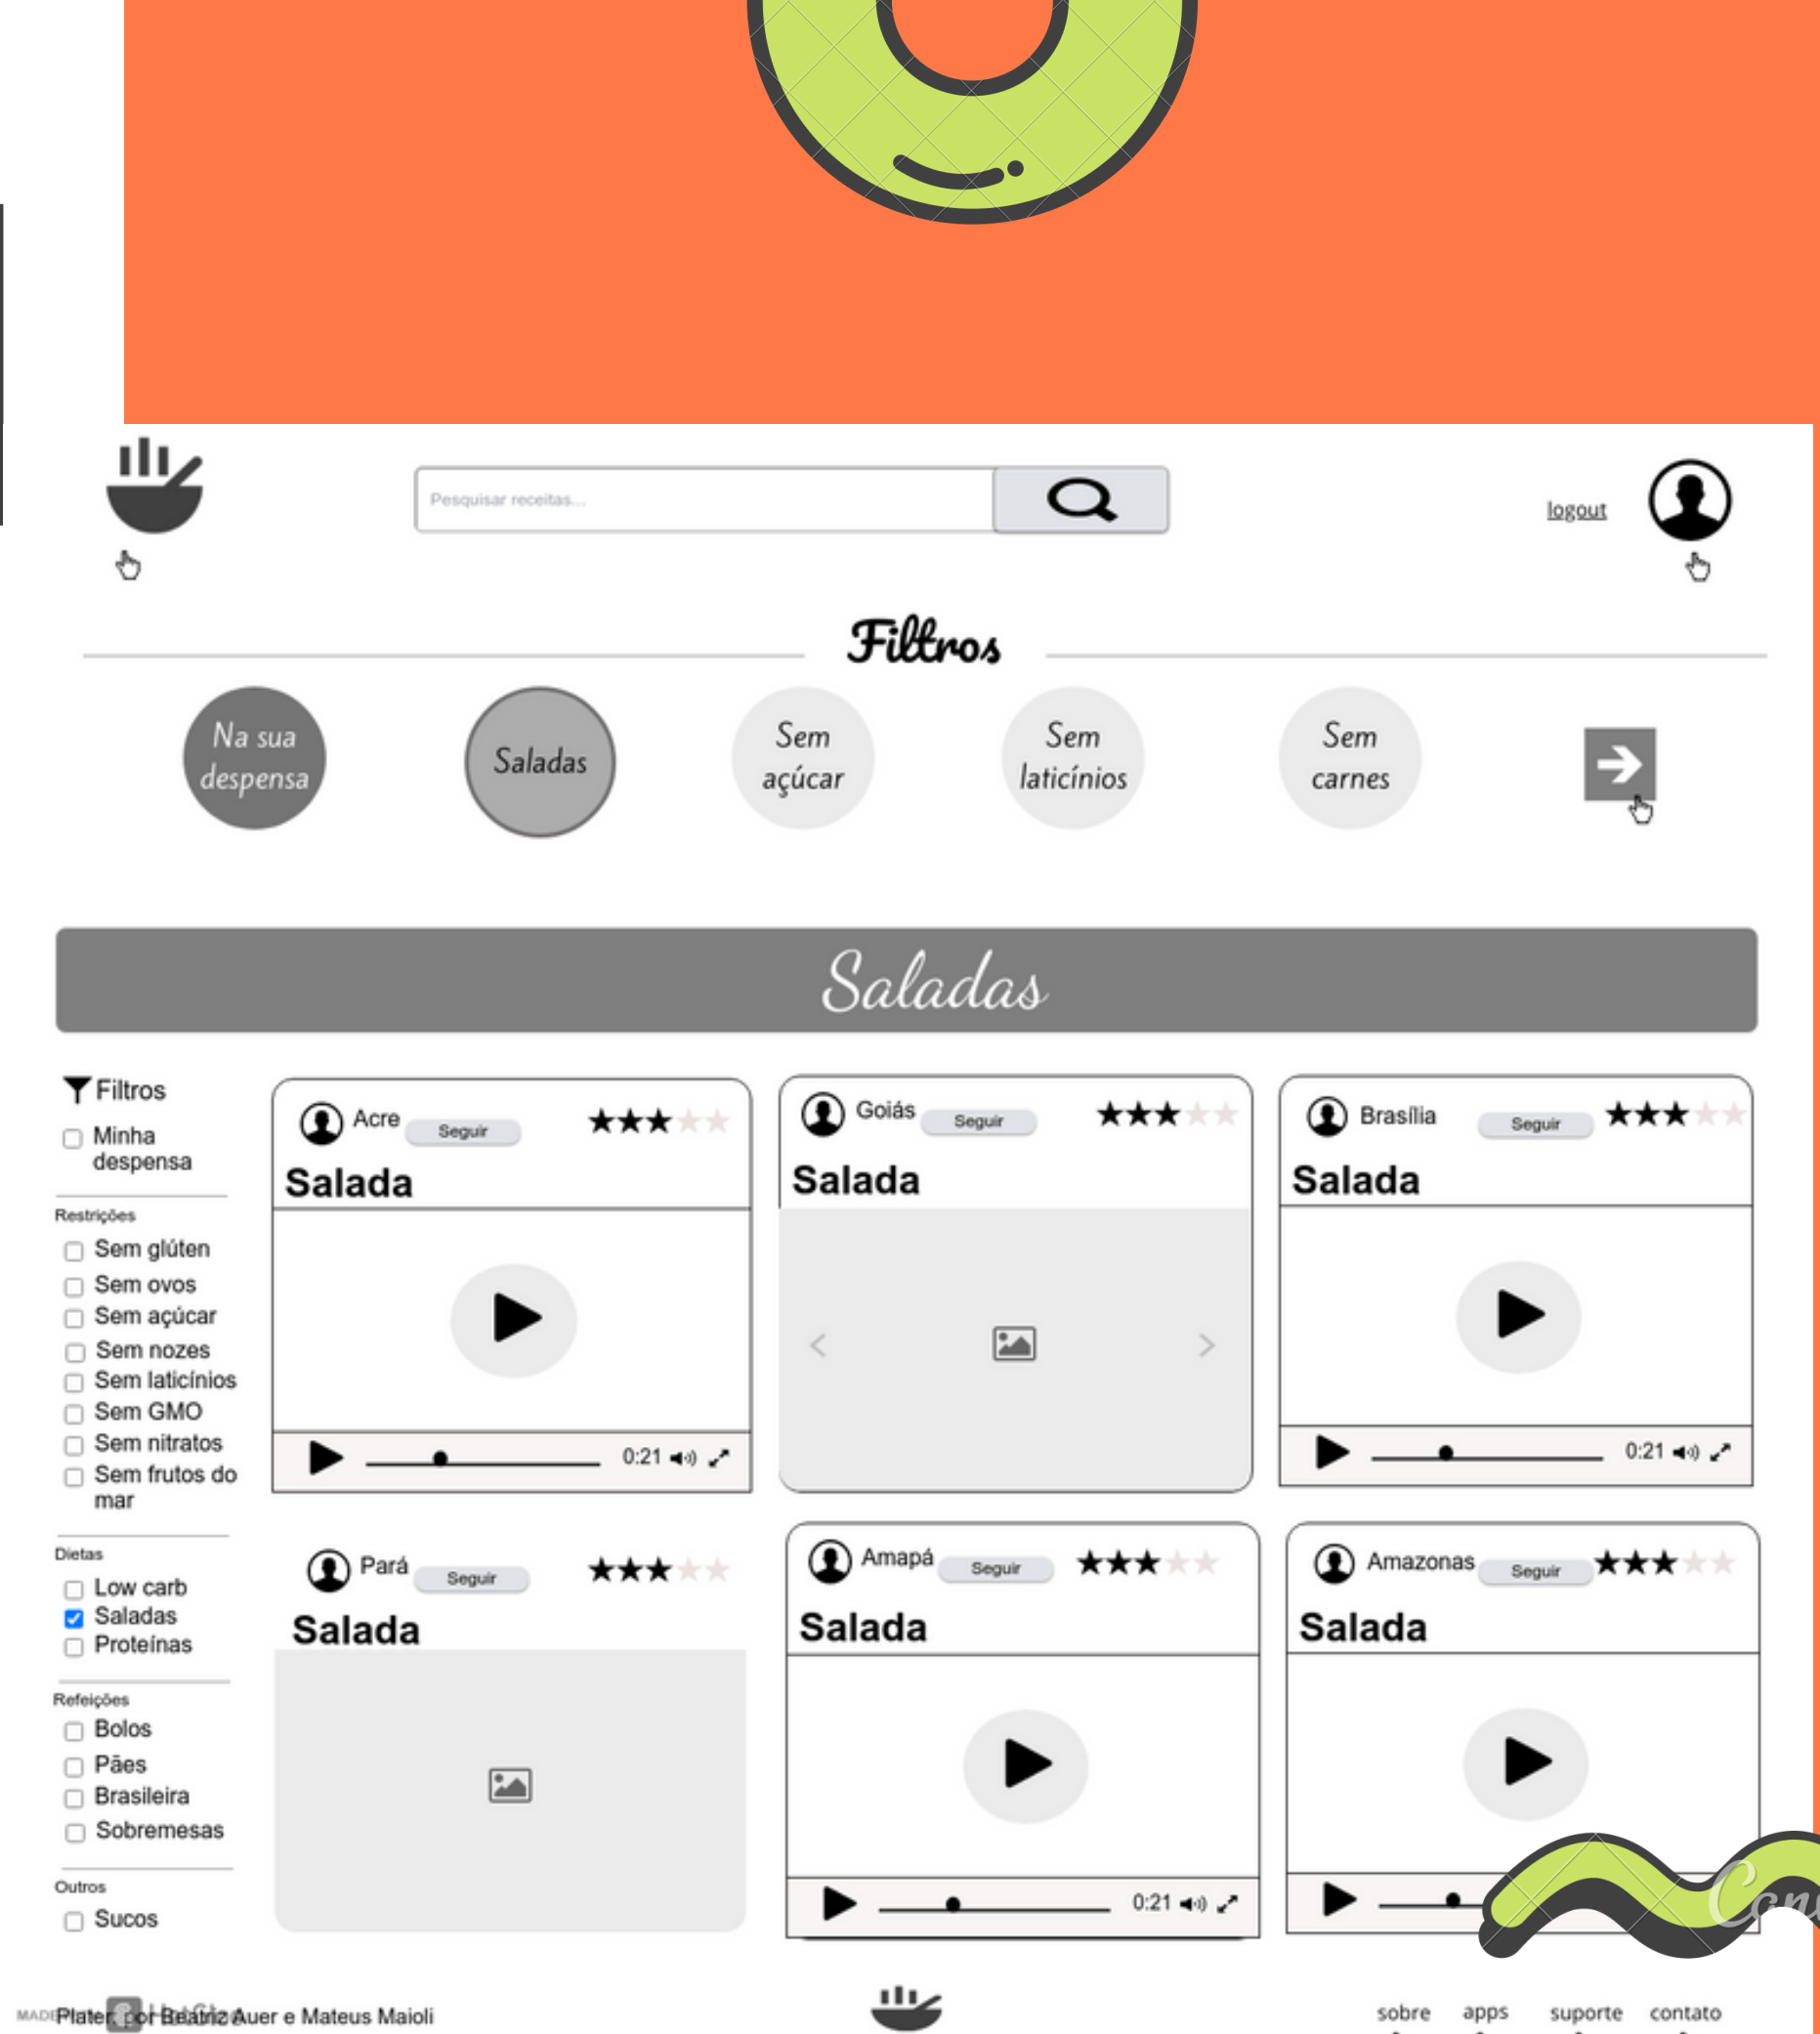 Pesquisar receitas...
logout
Filtros
Na sua
despensa
Saladas
Sem
açúcar
Sem
laticínios
Sem
carnes
Saladas
Filtros
Minha
despensa
Restrições
Sem glúten
Sem ovos
Sem açúcar
Sem nozes
Sem laticínios
Sem GMO
Sem nitratos
Sem frutos do
mar
Dietas
Low carb
Saladas
Proteínas
Refeições
Bolos
Pães
Brasileira
Sobremesas
Outros
Sucos
Acre Seguir
Salada
0:21
Goiás Seguir
Salada
Brasília Seguir
Salada
0:21
Pará Seguir
Salada
Amapá Seguir
Salada
0:21
Amazonas Seguir
Salada
Plater. por Beatriz Auer e Mateus Maioli
sobre apps suporte contato